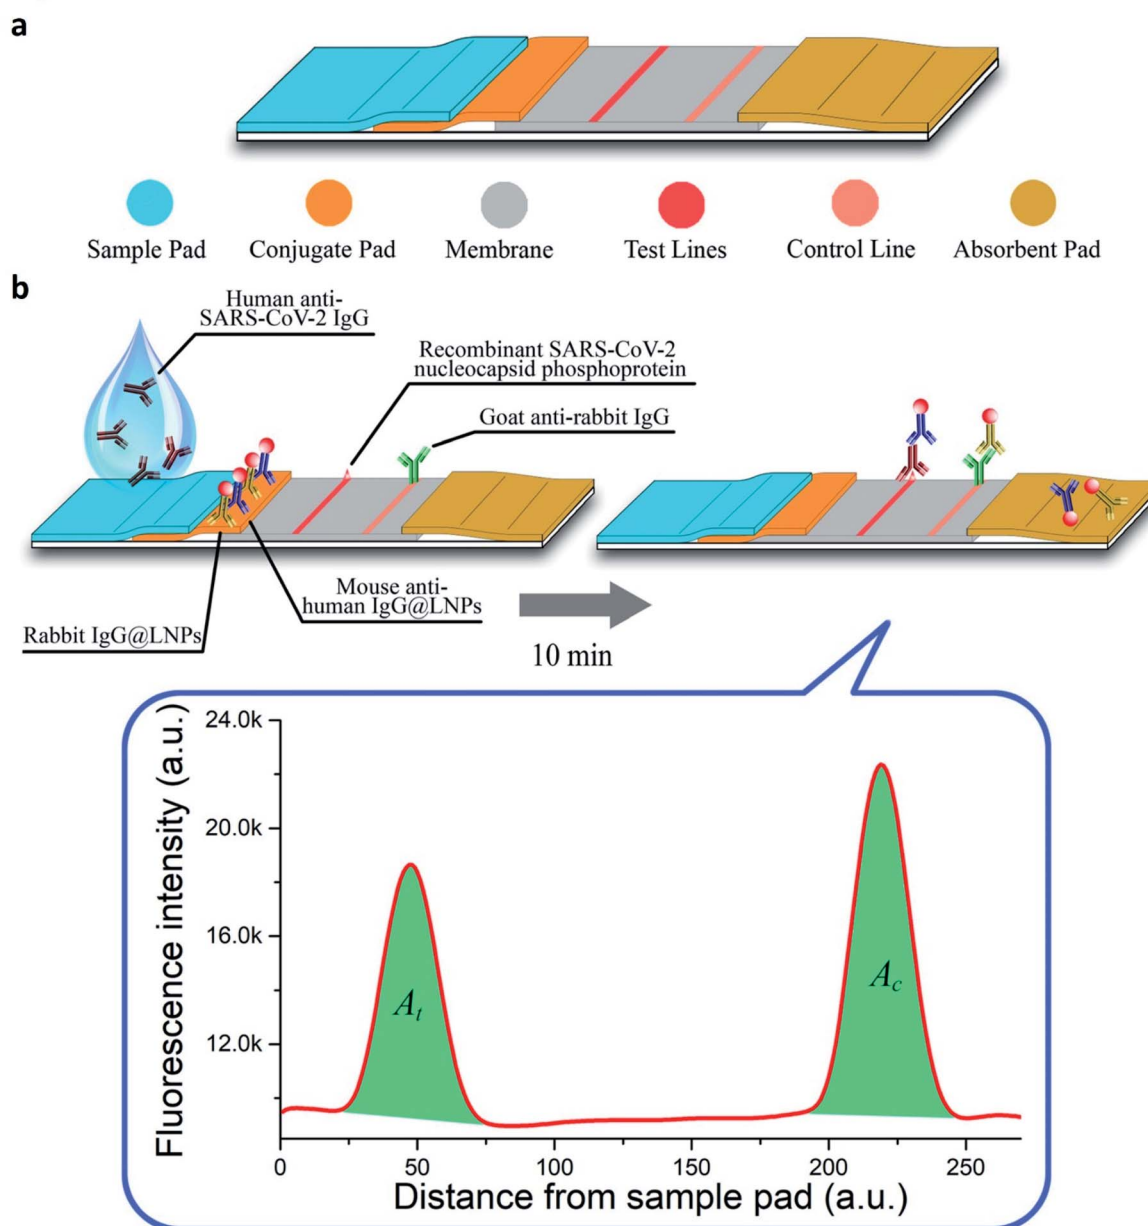 a
Sample Pad
Conjugate Pad
Membrane
Test Lines
Control Line
Absorbent Pad
b
Human anti-
SARS-CoV-2 IgG
Recombinant SARS-CoV-2
nucleocapsid phosphoprotein
Goat anti-rabbit IgG
Mouse anti-
human IgG@LNPs
Rabbit IgG@LNPs
10 min
24.0k
20.0k
16.0k
12.0k
Fluorescence intensity (a.u.)
At
Ac
0
50
100
150
200
250
Distance from sample pad (a.u.)